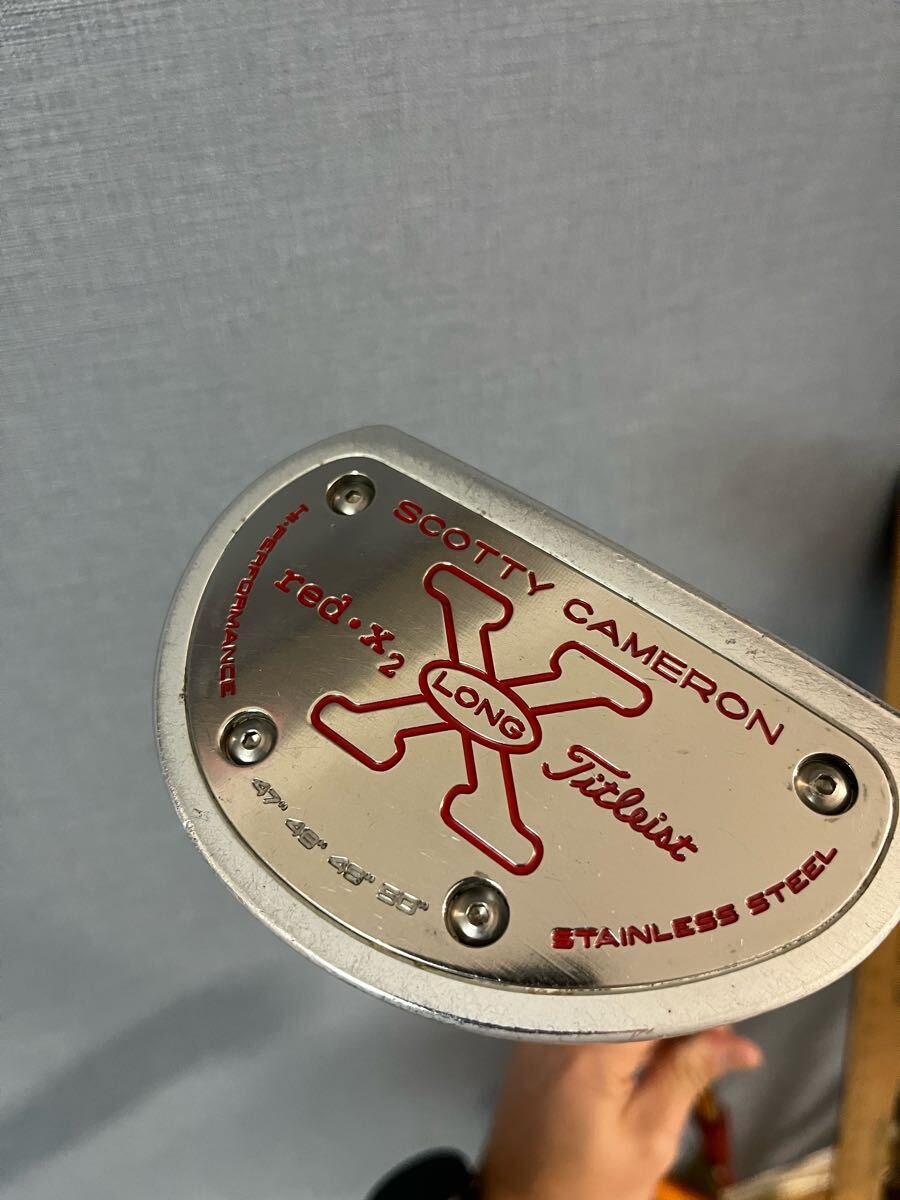 SCOTTY CAMERON
HI·PERFORMANCE
red·x2
LONG
Titleist
47" 48" 49" 50"
STAINLESS STEEL